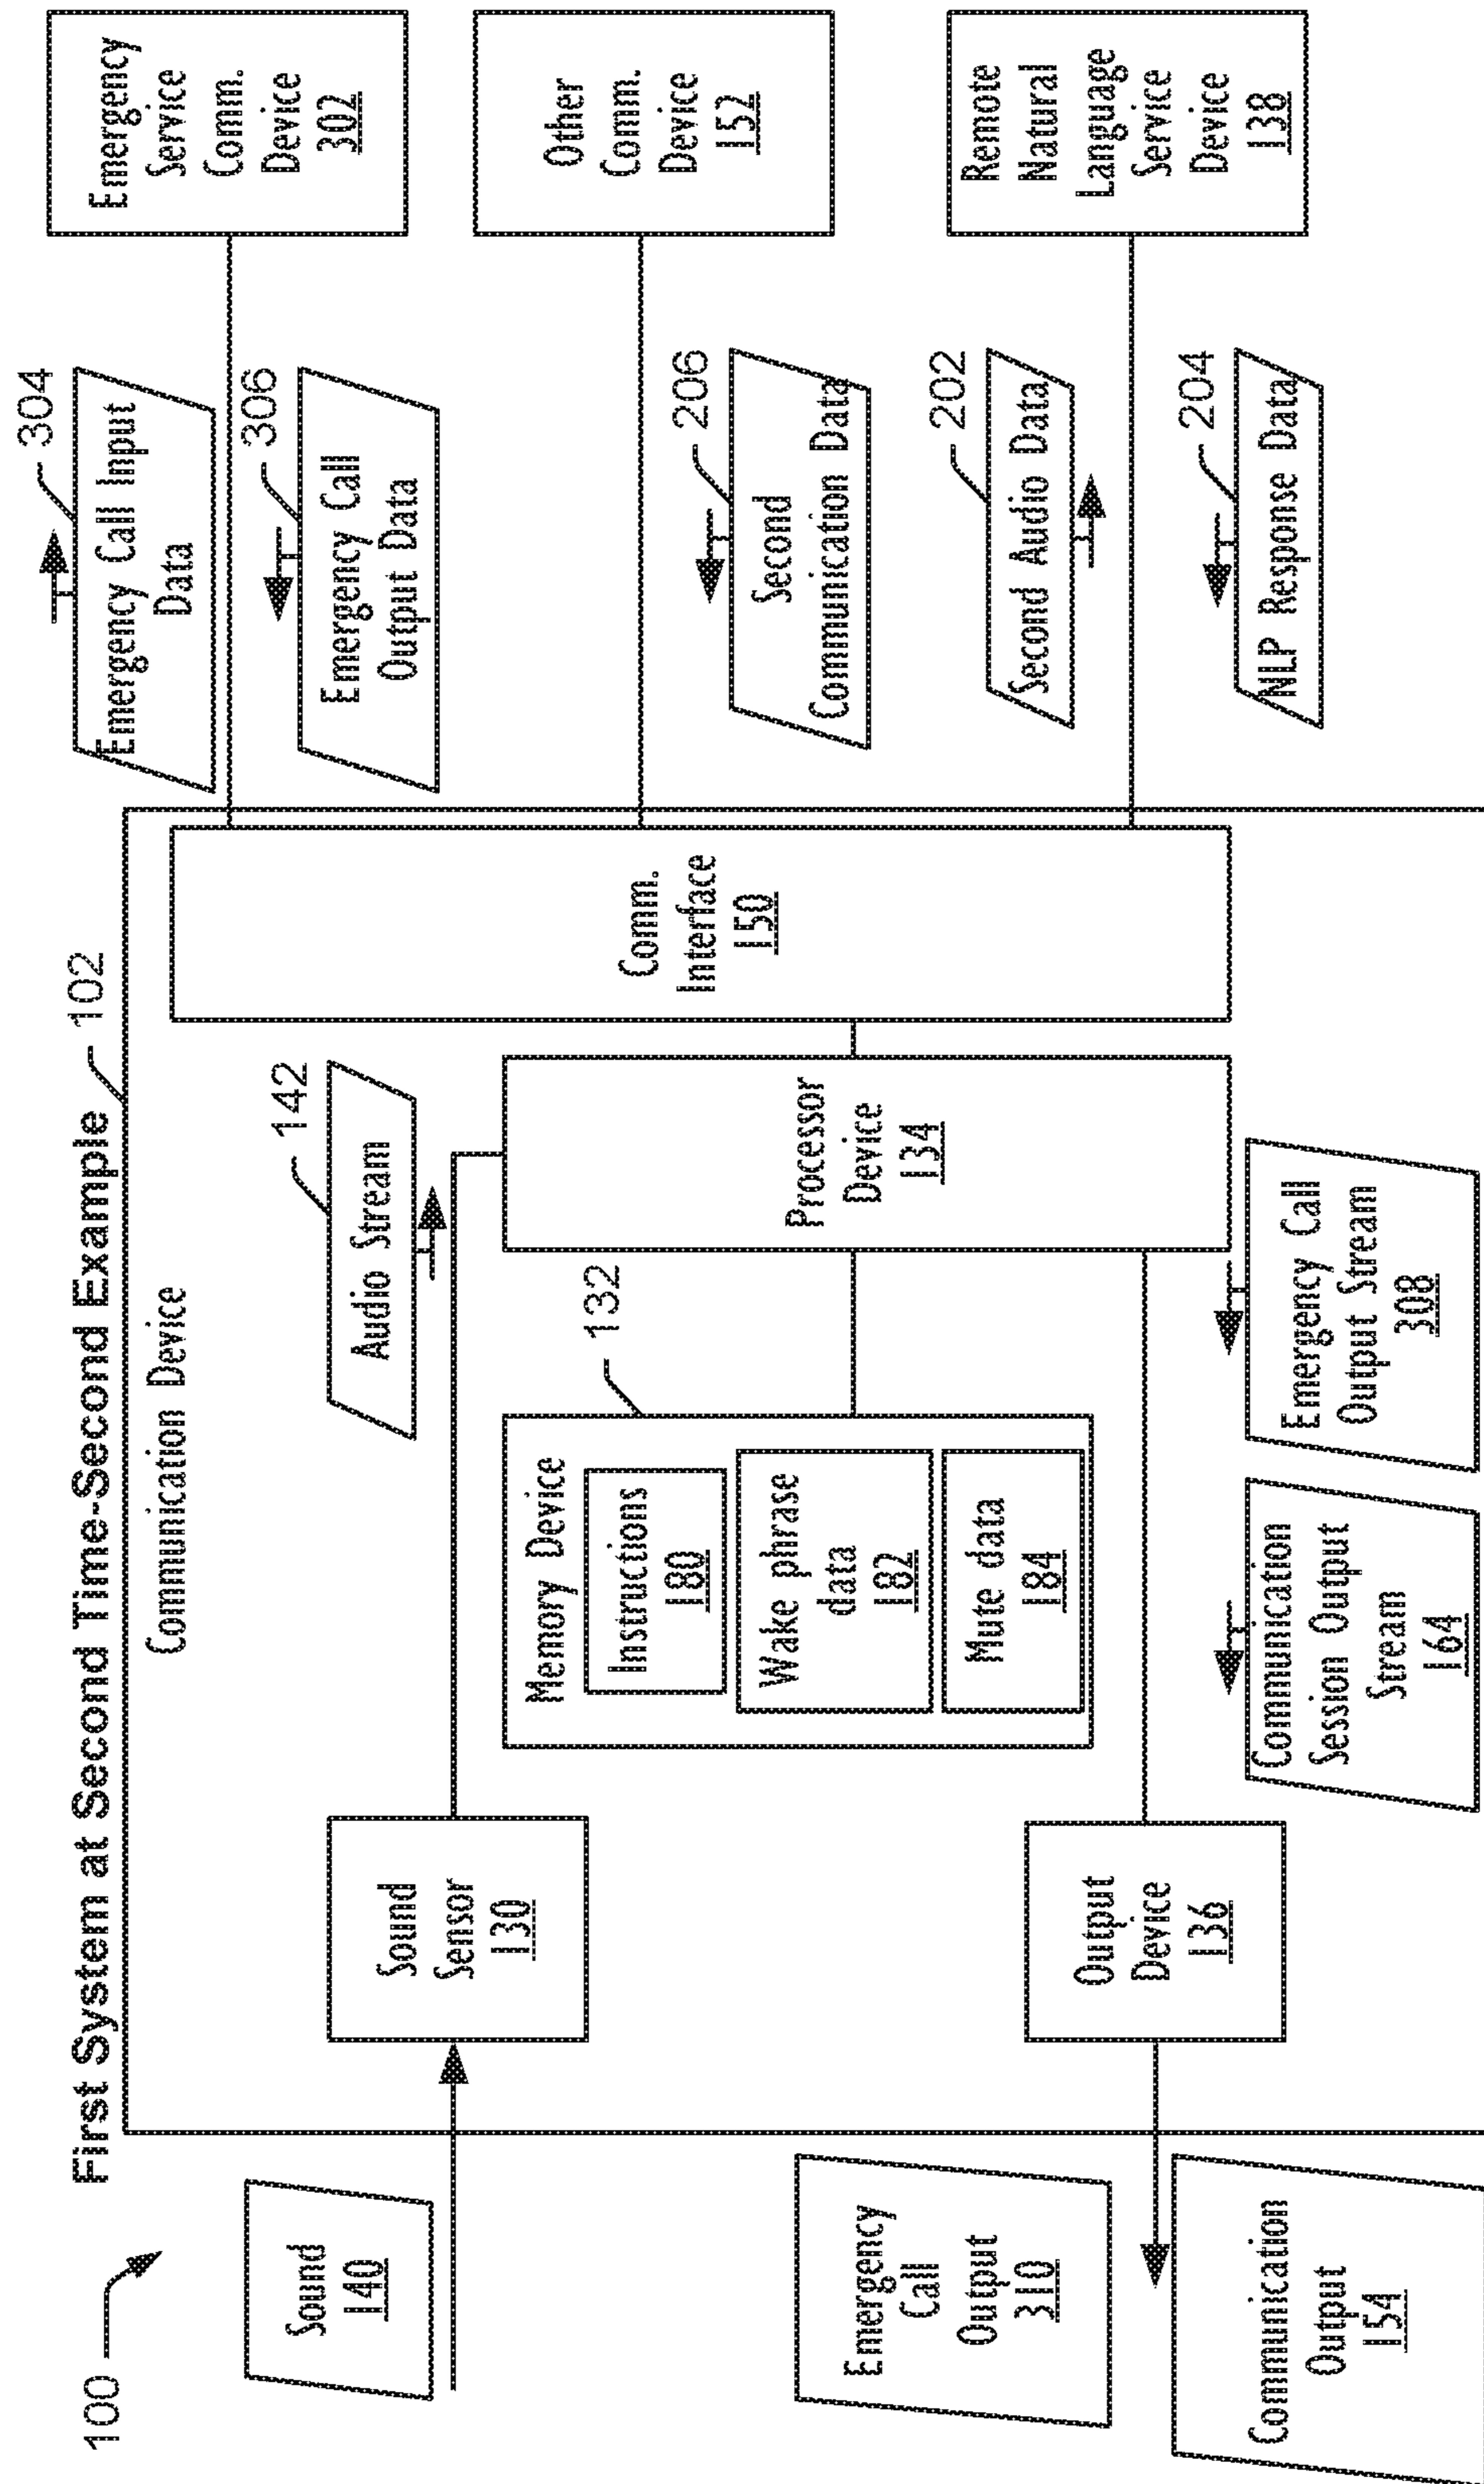 First System at Second Time-Second Example
100
102
Communication Device
Sound
140
Sound
Sensor
130
Audio Stream
142
Memory Device
132
Instructions
180
Wake phrase
data
182
Mute data
184
Processor
Device
134
Comm.
Interface
150
Output
Device
136
Communication
Session Output
Stream
164
Emergency Call
Output Stream
308
Emergency
Call
Output
310
Communication
Output
154
304
Emergency Call Input
Data
306
Emergency Call
Output Data
206
Second
Communication Data
202
Second Audio Data
204
NLP Response Data
Emergency
Service
Comm.
Device
302
Other
Comm.
Device
152
Remote
Natural
Language
Service
Device
138